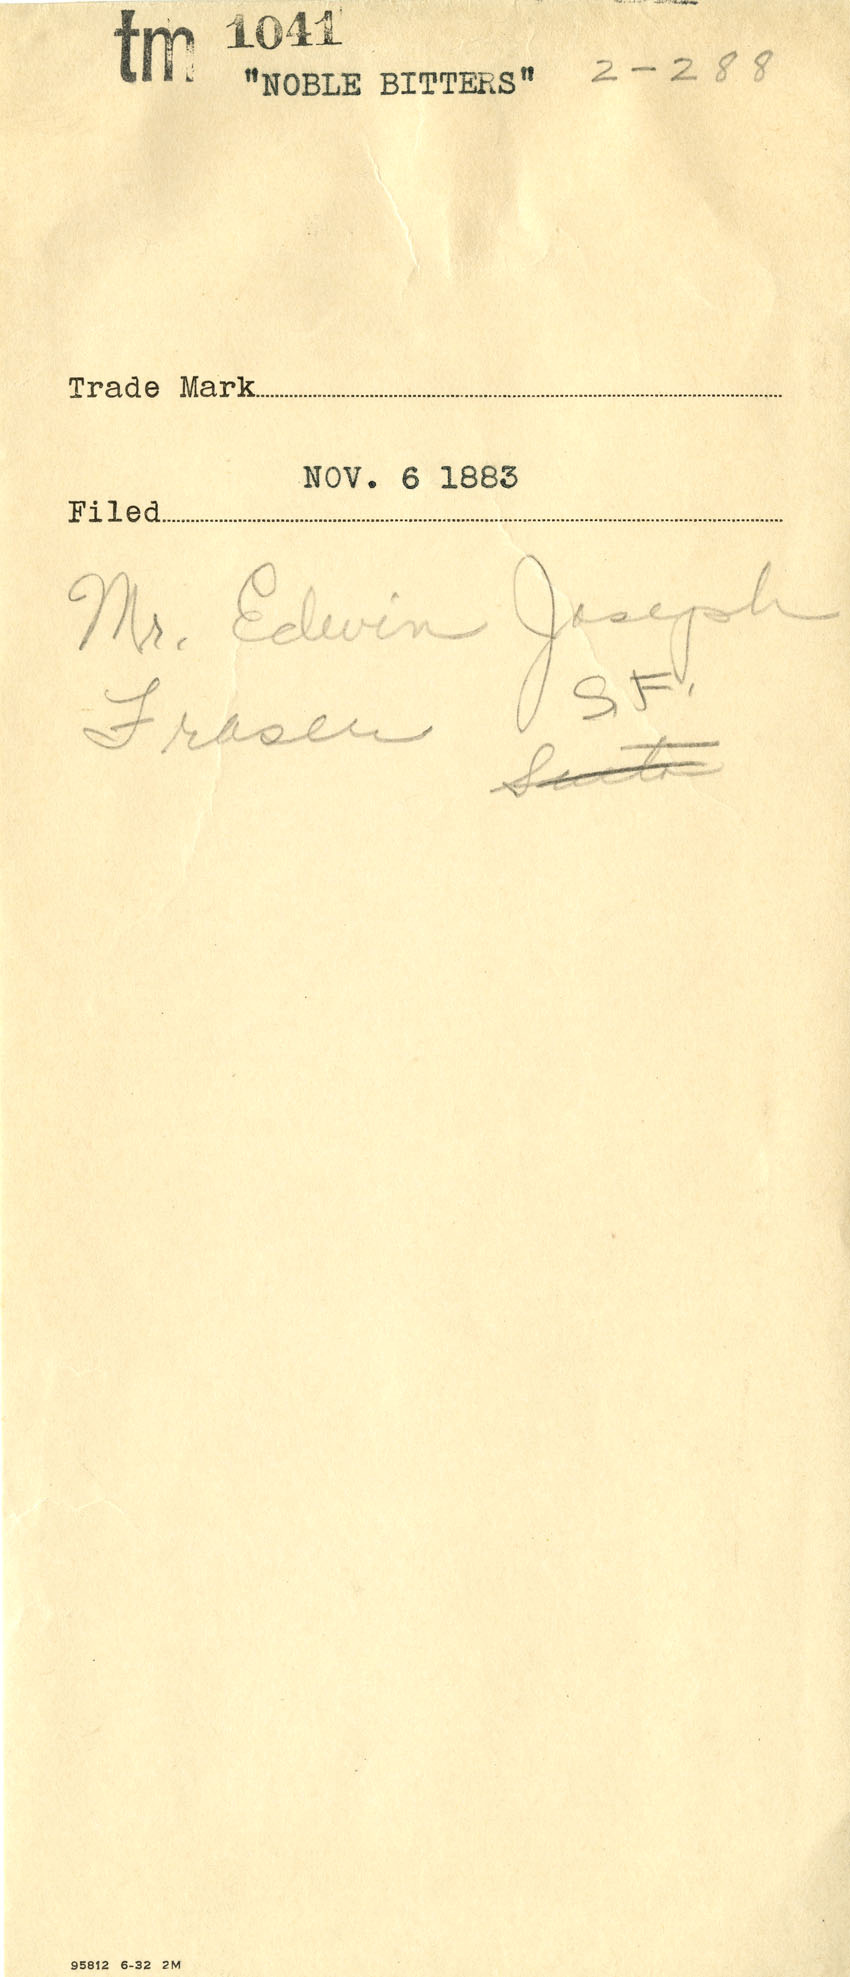 tm 1041
"NOBLE BITTERS" 2-288
Trade Mark
NOV. 6 1883
Filed
Mr. Edwin Joseph
Fraser S.F.
95812 6-32 2M